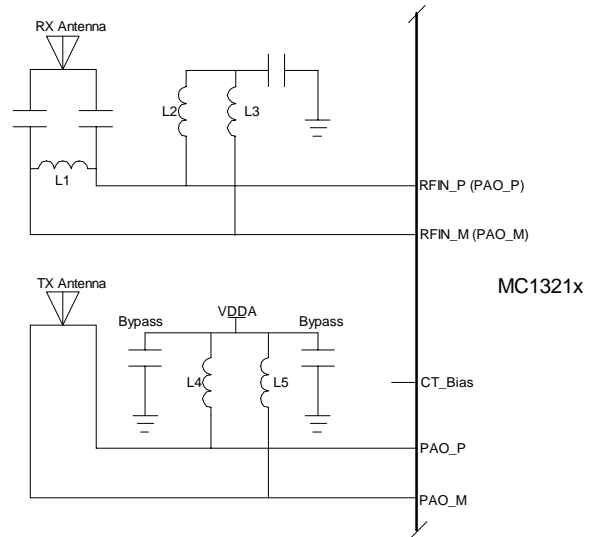 RX Antenna
L2
L3
L1
RFIN_P (PAO_P)
RFIN_M (PAO_M)
MC1321x
TX Antenna
Bypass
VDDA
Bypass
L4
L5
CT_Bias
PAO_P
PAO_M